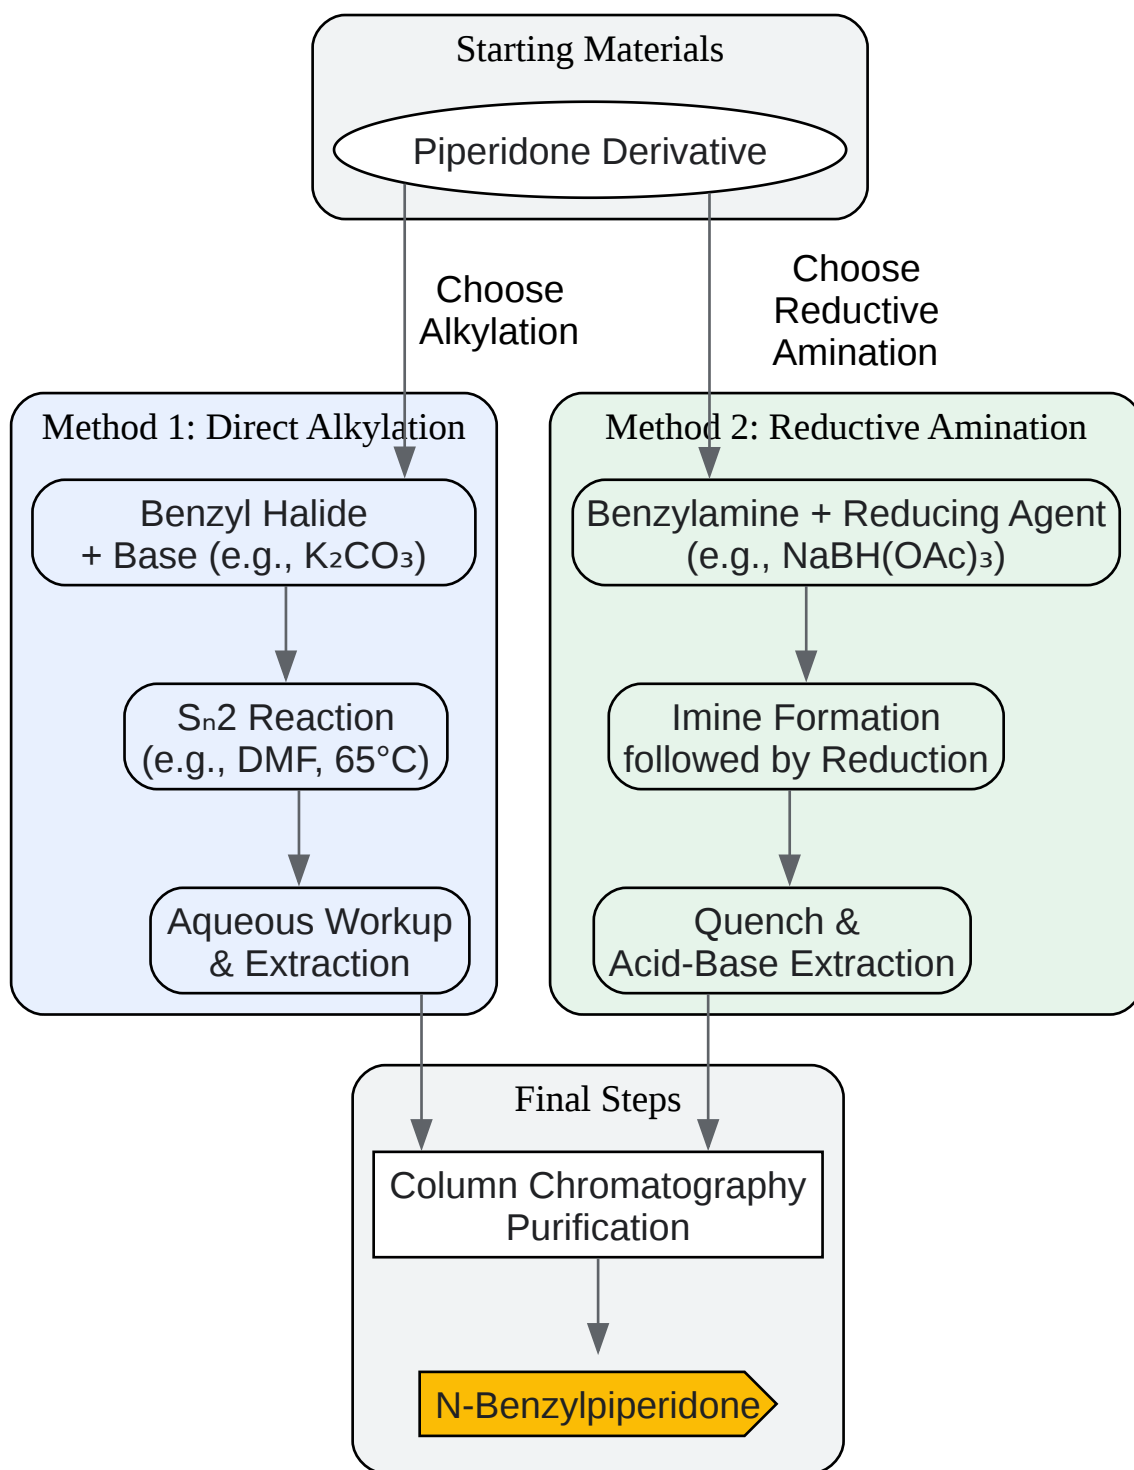 Starting Materials
Piperidone Derivative
Choose
Alkylation
Choose
Reductive
Amination
Method 1: Direct Alkylation
Benzyl Halide
+ Base (e.g., K₂CO₃)
Sₙ2 Reaction
(e.g., DMF, 65°C)
Aqueous Workup
& Extraction
Method 2: Reductive Amination
Benzylamine + Reducing Agent
(e.g., NaBH(OAc)₃)
Imine Formation
followed by Reduction
Quench &
Acid-Base Extraction
Final Steps
Column Chromatography
Purification
N-Benzylpiperidone